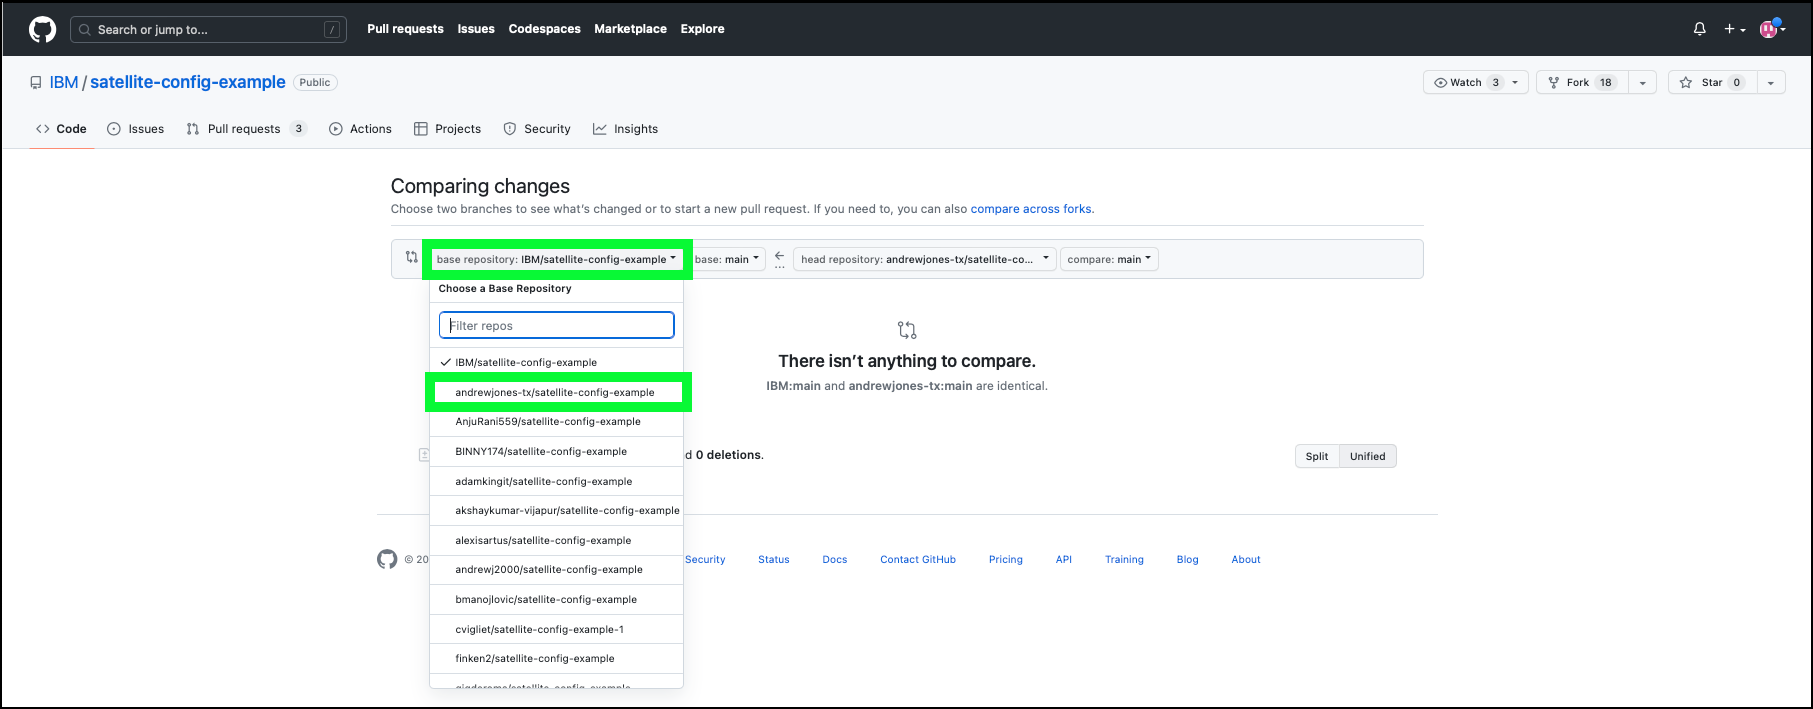 Search or jump to... / Pull requests Issues Codespaces Marketplace Explore
IBM / satellite-config-example Public Watch 3 Fork 18 Star 0
Code Issues Pull requests 3 Actions Projects Security Insights
Comparing changes
Choose two branches to see what's changed or to start a new pull request. If you need to, you can also compare across forks.
base repository: IBM/satellite-config-example base: main ← ... head repository: andrewjones-tx/satellite-co... compare: main
Choose a Base Repository
Filter repos
IBM/satellite-config-example
andrewjones-tx/satellite-config-example
AnjuRani559/satellite-config-example
BINNY174/satellite-config-example
adamkingit/satellite-config-example
akshaykumar-vijapur/satellite-config-example
alexisartus/satellite-config-example
andrewj2000/satellite-config-example
bmanojlovic/satellite-config-example
cvigliet/satellite-config-example-1
finken2/satellite-config-example
There isn't anything to compare.
IBM:main and andrewjones-tx:main are identical.
d 0 deletions. Split Unified
© 20 Security Status Docs Contact GitHub Pricing API Training Blog About